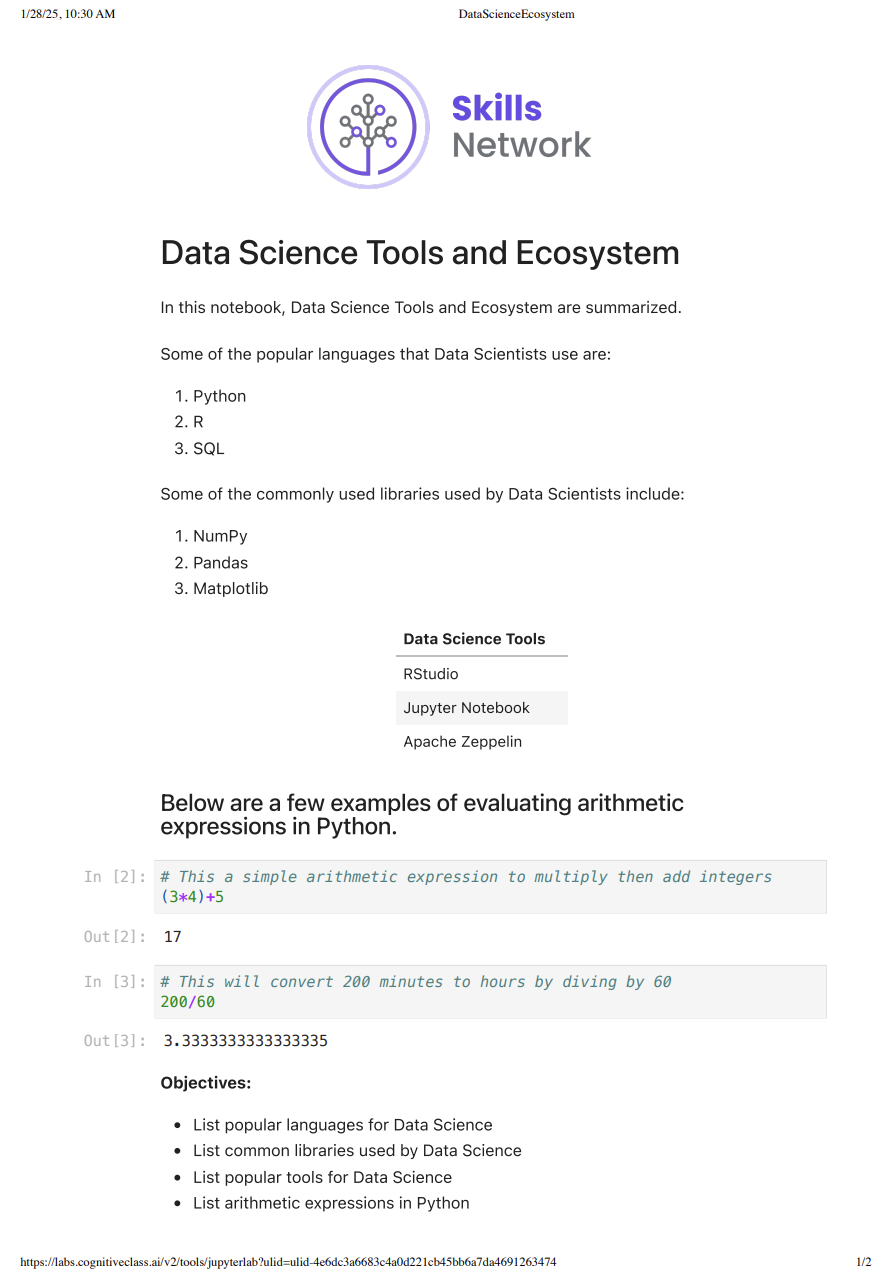 1/28/25, 10:30 AM
DataScienceEcosystem
Skills
Network
Data Science Tools and Ecosystem
In this notebook, Data Science Tools and Ecosystem are summarized.
Some of the popular languages that Data Scientists use are:
1. Python
2. R
3. SQL
Some of the commonly used libraries used by Data Scientists include:
1. NumPy
2. Pandas
3. Matplotlib
Data Science Tools
RStudio
Jupyter Notebook
Apache Zeppelin
Below are a few examples of evaluating arithmetic
expressions in Python.
In [2]: # This a simple arithmetic expression to multiply then add integers
(3*4)+5
Out[2]: 17
In [3]: # This will convert 200 minutes to hours by diving by 60
200/60
Out[3]: 3.3333333333333335
Objectives:
• List popular languages for Data Science
• List common libraries used by Data Science
• List popular tools for Data Science
• List arithmetic expressions in Python
https://labs.cognitiveclass.ai/v2/tools/jupyterlab?ulid=ulid-4e6dc3a6683c4a0d221cb45bb6a7da4691263474
1/2